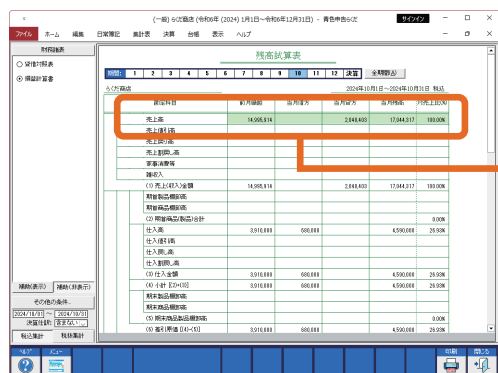 (一般) らくだ商店 (令和6年 (2024) 1月1日～令和6年12月31日) - 青色申告らくだ サインイン
ファイル ホーム 編集 日常簿記 集計表 決算 台帳 表示 ヘルプ
財務諸表
貸借対照表
損益計算書
残高試算表
期間: 1 2 3 4 5 6 7 8 9 10 11 12 決算 全期間(A)
らくだ商店 2024年10月1日～2024年10月31日 税込
前月残高 当月借方 当月貸方 当月残高 対売上比(%)
売上高 14,995,914 2,048,403 17,044,317 100.00%
売上値引高
売上戻り高
売上割戻し高
家事消費等
雑収入
(1) 売上(収入)金額 14,995,914 2,048,403 17,044,317 100.00%
期首製品棚卸高
期首商品棚卸高
(2) 期首商品(製品)合計 0.00%
仕入高 3,910,000 680,000 4,590,000 26.93%
仕入値引高
仕入戻し高
仕入割戻し高
(3) 仕入金額 3,910,000 680,000 4,590,000 26.93%
(4) 小計 [(2)+(3)] 3,910,000 680,000 4,590,000 26.93%
期末製品棚卸高
期末商品棚卸高
(5) 期末商品製品棚卸高 0.00%
(6) 差引原価 [(4)-(5)] 3,910,000 680,000 4,590,000 26.93%
補助(表示) 補助(非表示)
その他の条件...
2024/10/01 ～ 2024/10/31
決算仕訳: 含まない
税込集計 税抜集計
ヘルプ メニュー 印刷 閉じる